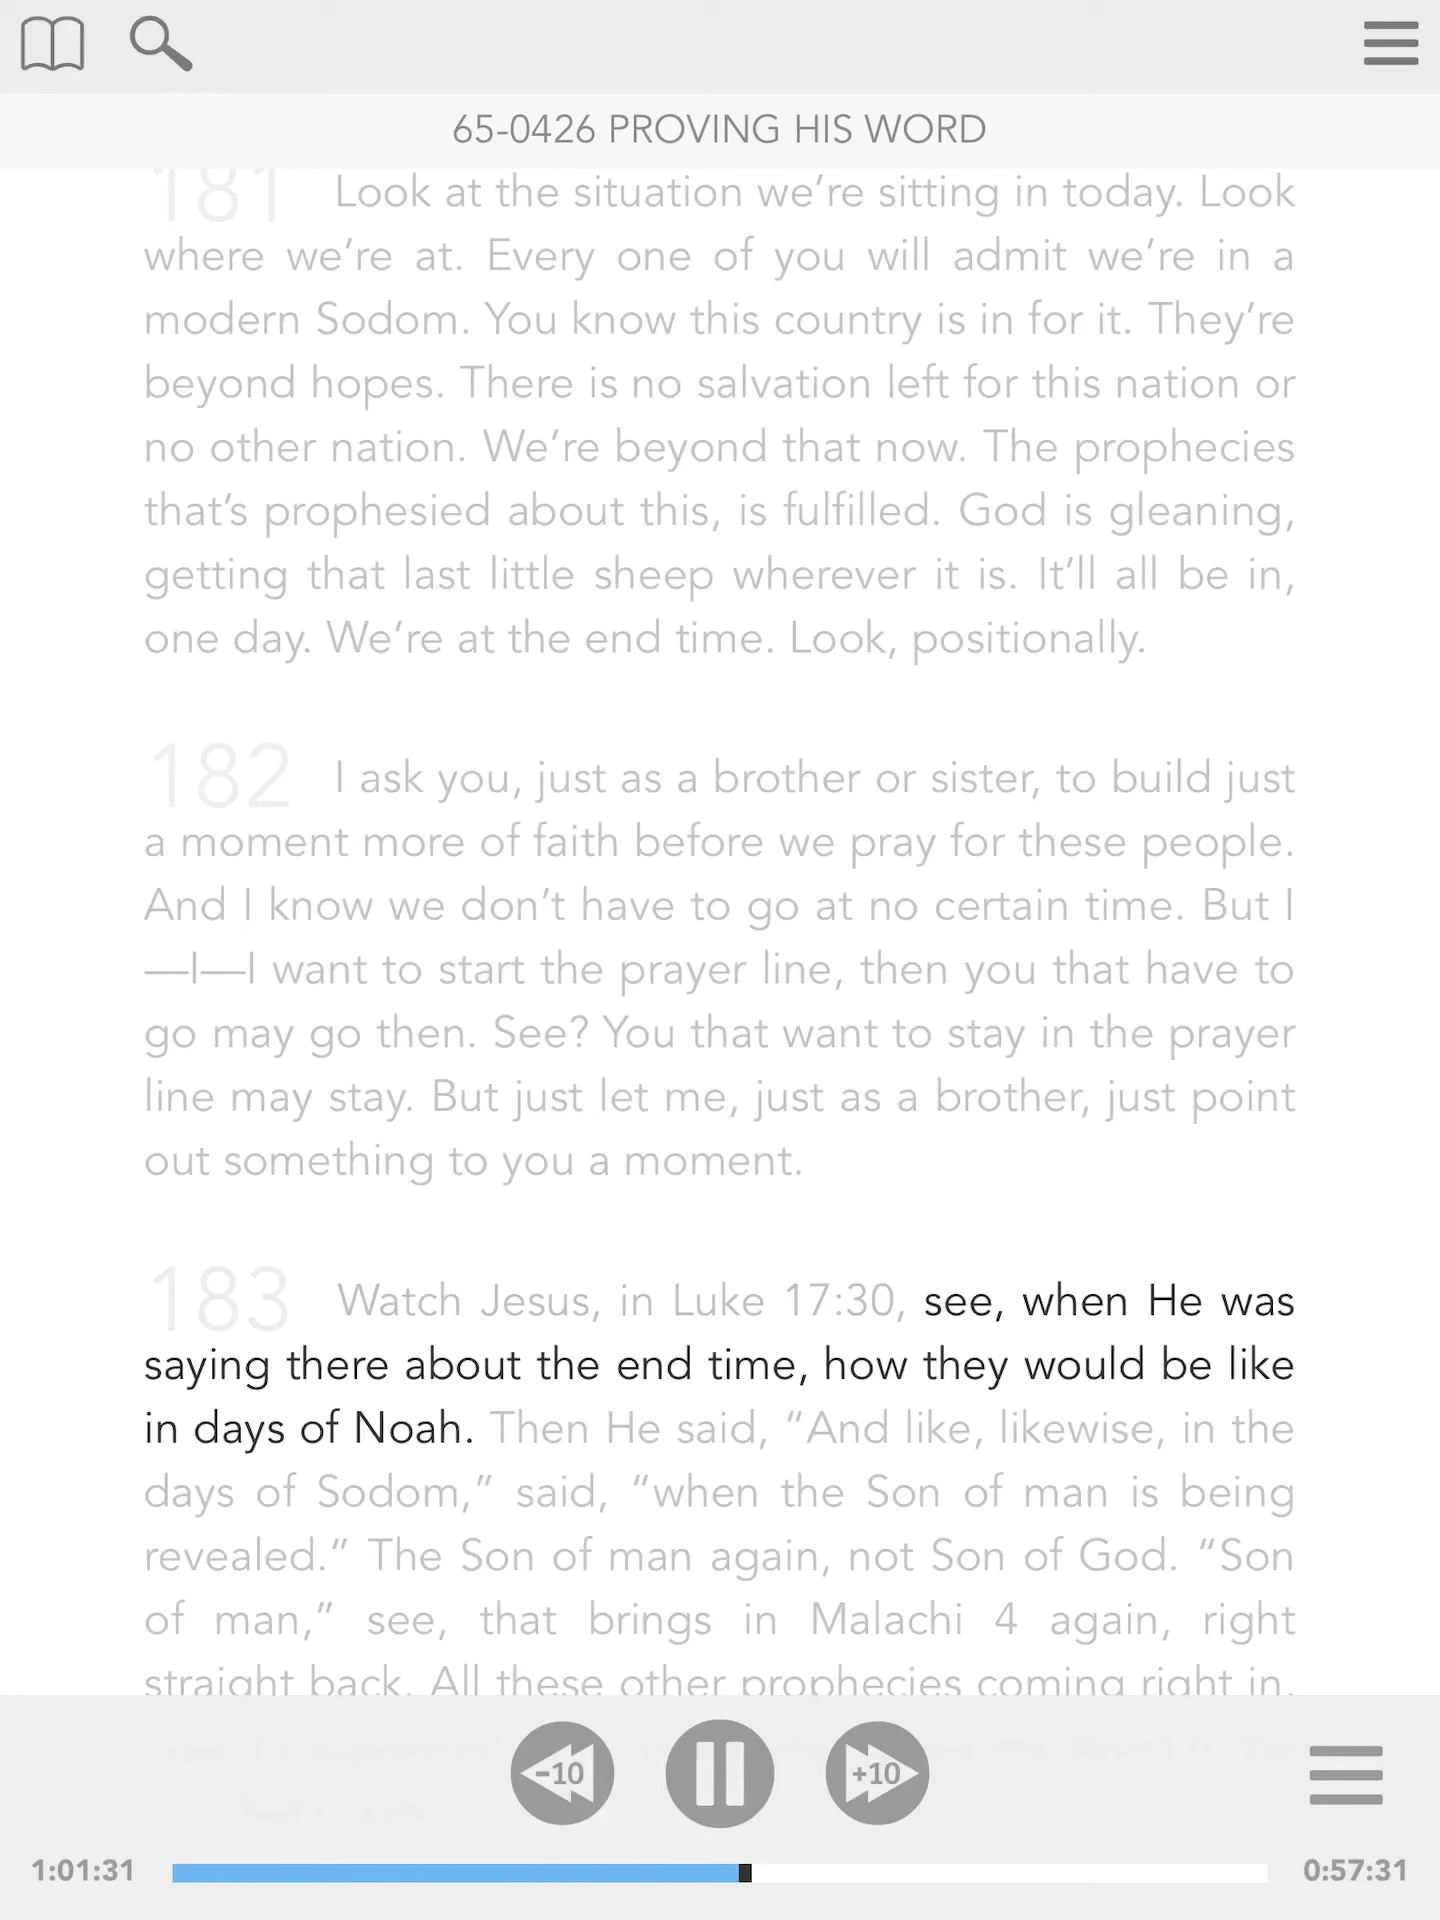 65-0426 PROVING HIS WORD
181 Look at the situation we’re sitting in today. Look
where we’re at. Every one of you will admit we’re in a
modern Sodom. You know this country is in for it. They’re
beyond hopes. There is no salvation left for this nation or
no other nation. We’re beyond that now. The prophecies
that’s prophesied about this, is fulfilled. God is gleaning,
getting that last little sheep wherever it is. It’ll all be in,
one day. We’re at the end time. Look, positionally.
182 I ask you, just as a brother or sister, to build just
a moment more of faith before we pray for these people.
And I know we don’t have to go at no certain time. But I
—I—I want to start the prayer line, then you that have to
go may go then. See? You that want to stay in the prayer
line may stay. But just let me, just as a brother, just point
out something to you a moment.
183 Watch Jesus, in Luke 17:30, see, when He was
saying there about the end time, how they would be like
in days of Noah. Then He said, “And like, likewise, in the
days of Sodom,” said, “when the Son of man is being
revealed.” The Son of man again, not Son of God. “Son
of man,” see, that brings in Malachi 4 again, right
straight back. All these other prophecies coming right in.
-10 +10
1:01:31 0:57:31